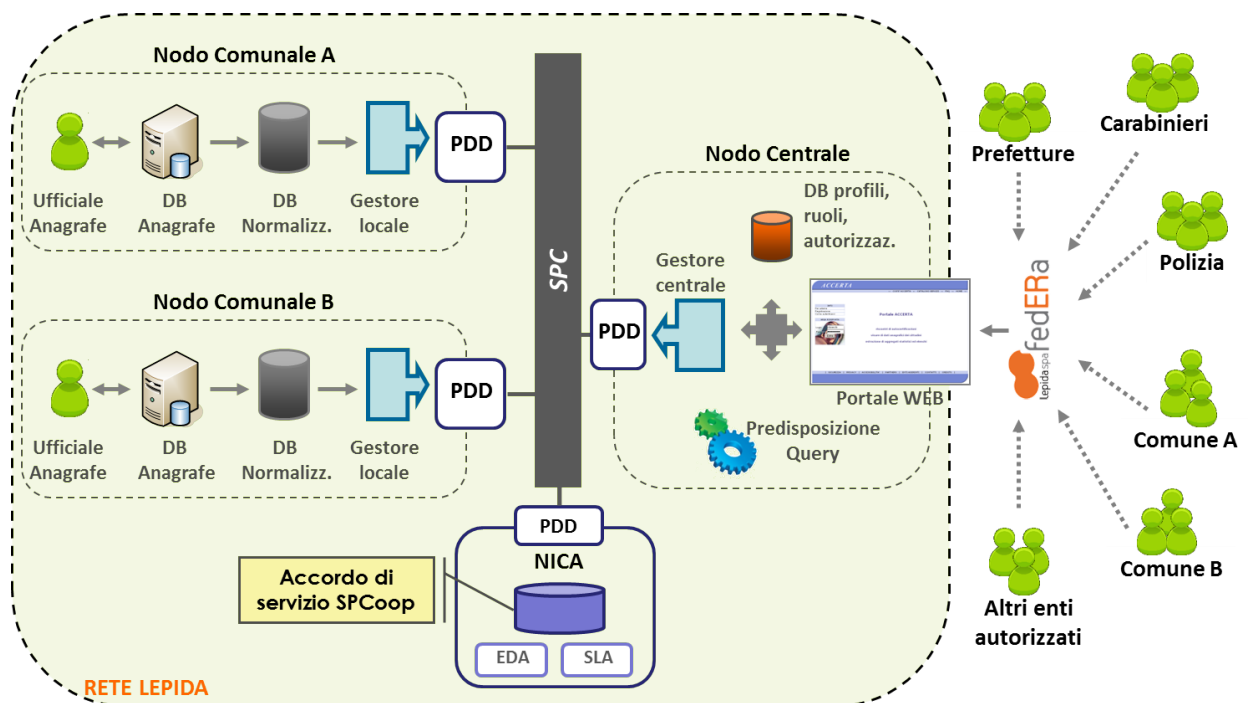 Nodo Comunale A
PDD
Ufficiale
Anagrafe
DB
Anagrafe
DB
Normalizz.
Gestore
locale
Nodo Comunale B
PDD
Ufficiale
Anagrafe
DB
Anagrafe
DB
Normalizz.
Gestore
locale
SPC
Nodo Centrale
DB profili,
ruoli,
autorizzaz.
Gestore
centrale
PDD
ACCERTA
Portale ACCERTA
Portale WEB
Predisposizione
Query
PDD
NICA
Accordo di
servizio SPCoop
EDA
SLA
RETE LEPIDA
Prefetture
Carabinieri
Polizia
fedERa
Lepida spa
Comune A
Comune B
Altri enti
autorizzati